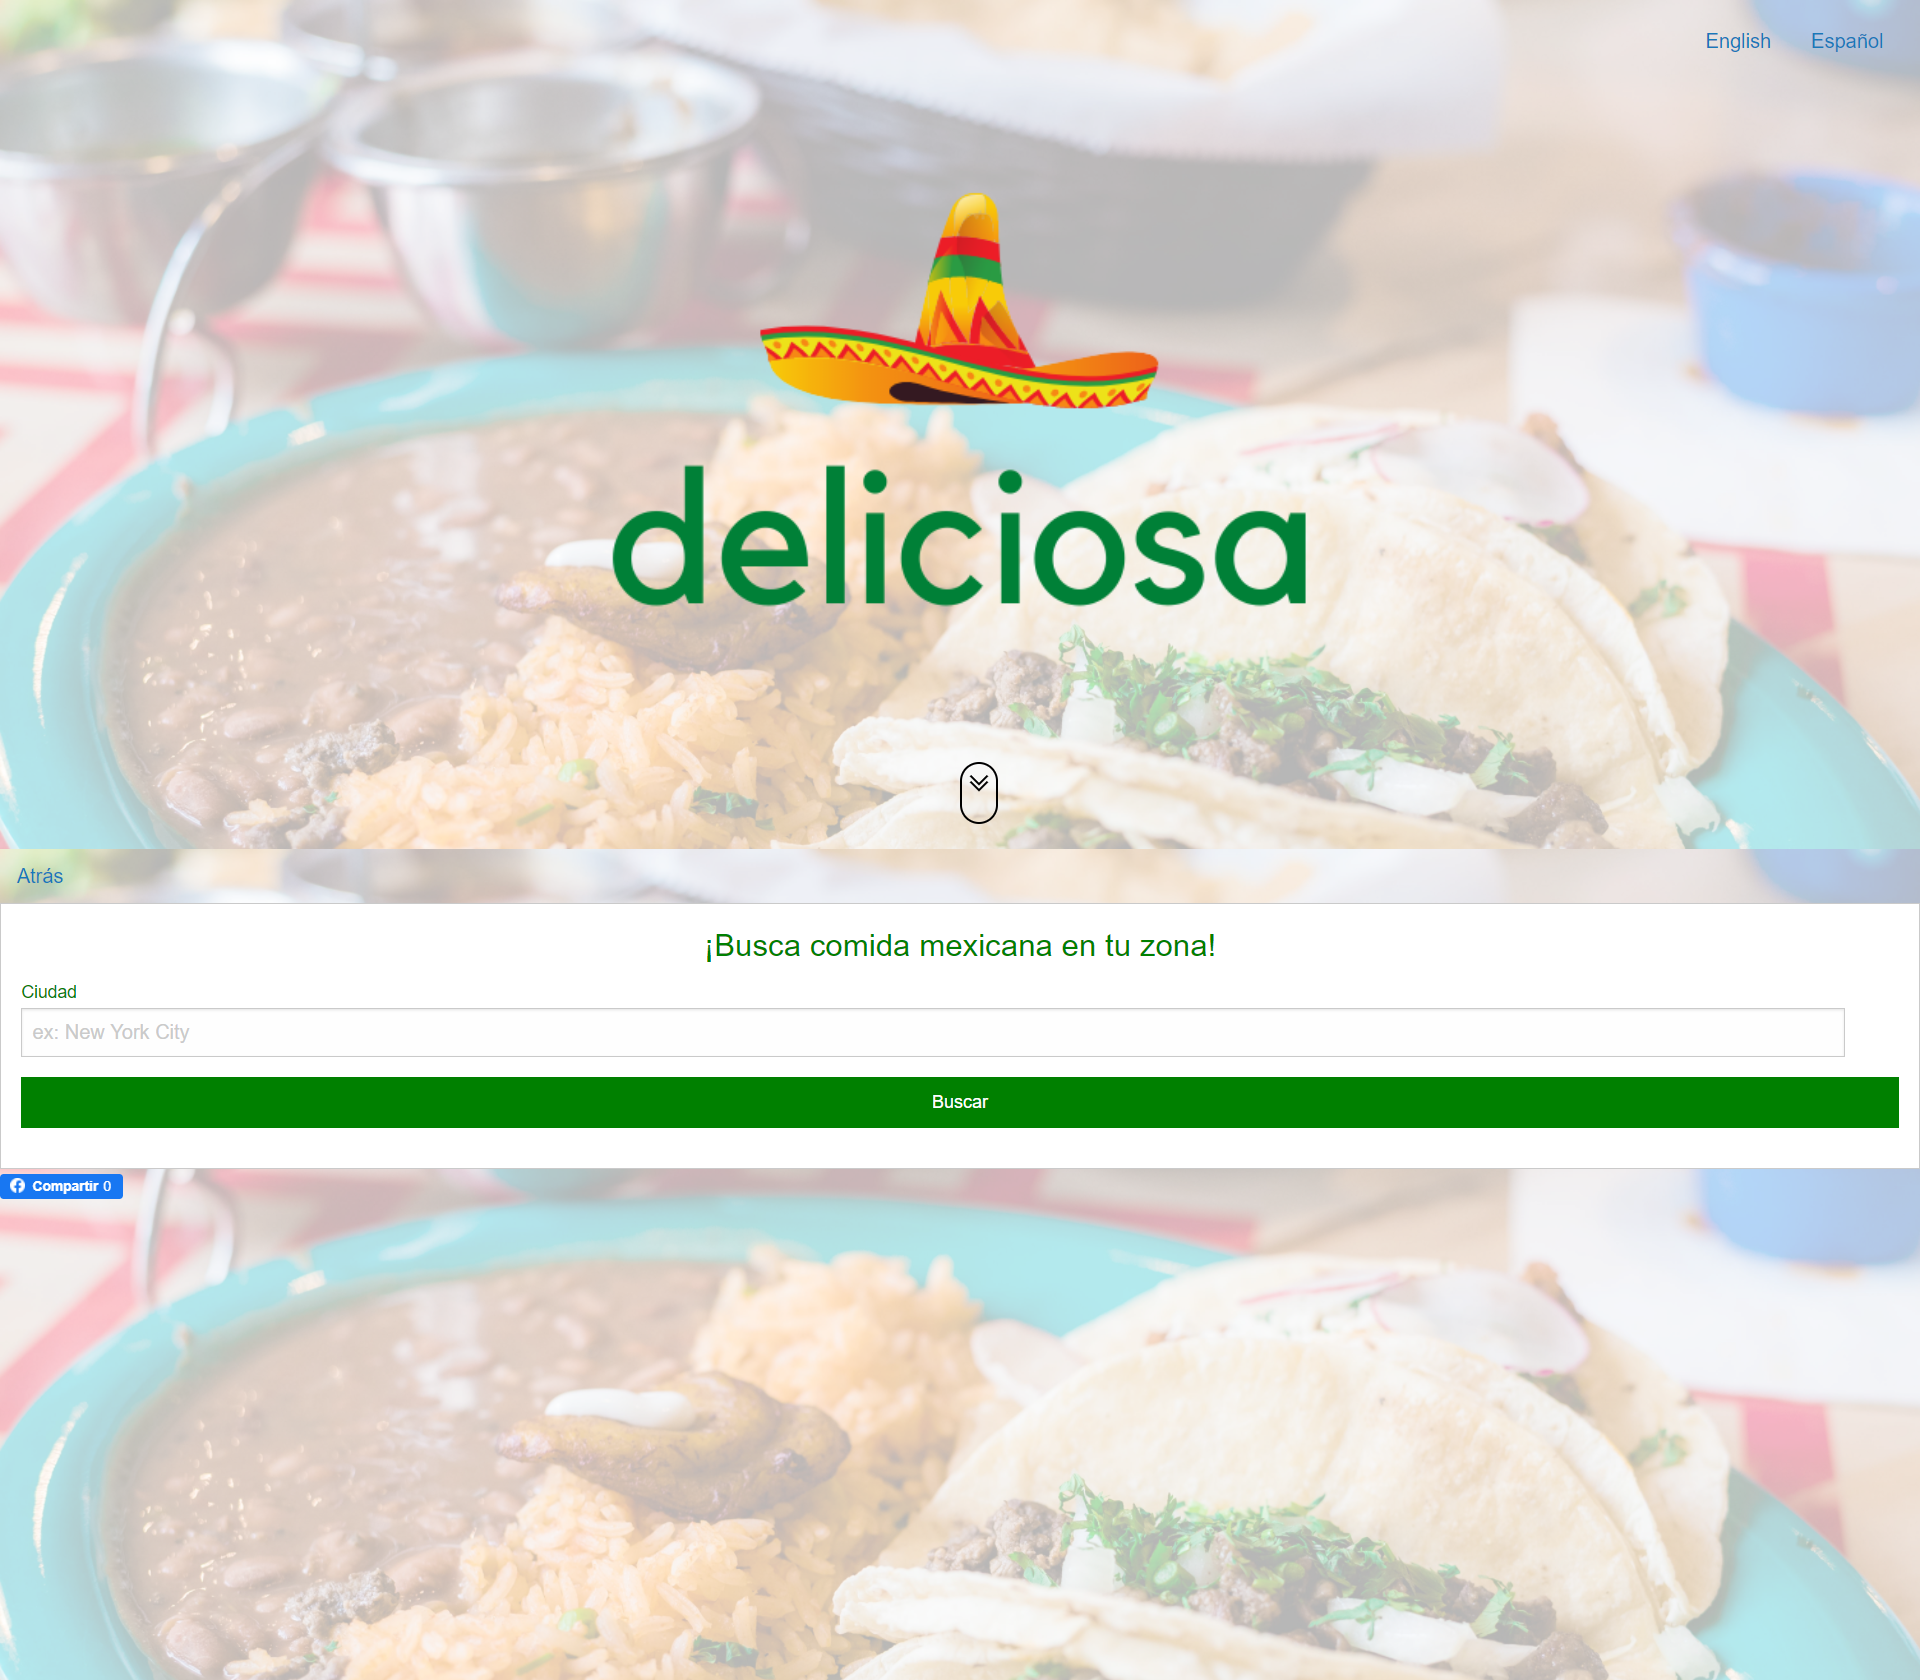 English Español
deliciosa
Atrás
¡Busca comida mexicana en tu zona!
Ciudad
ex: New York City
Buscar
Compartir 0